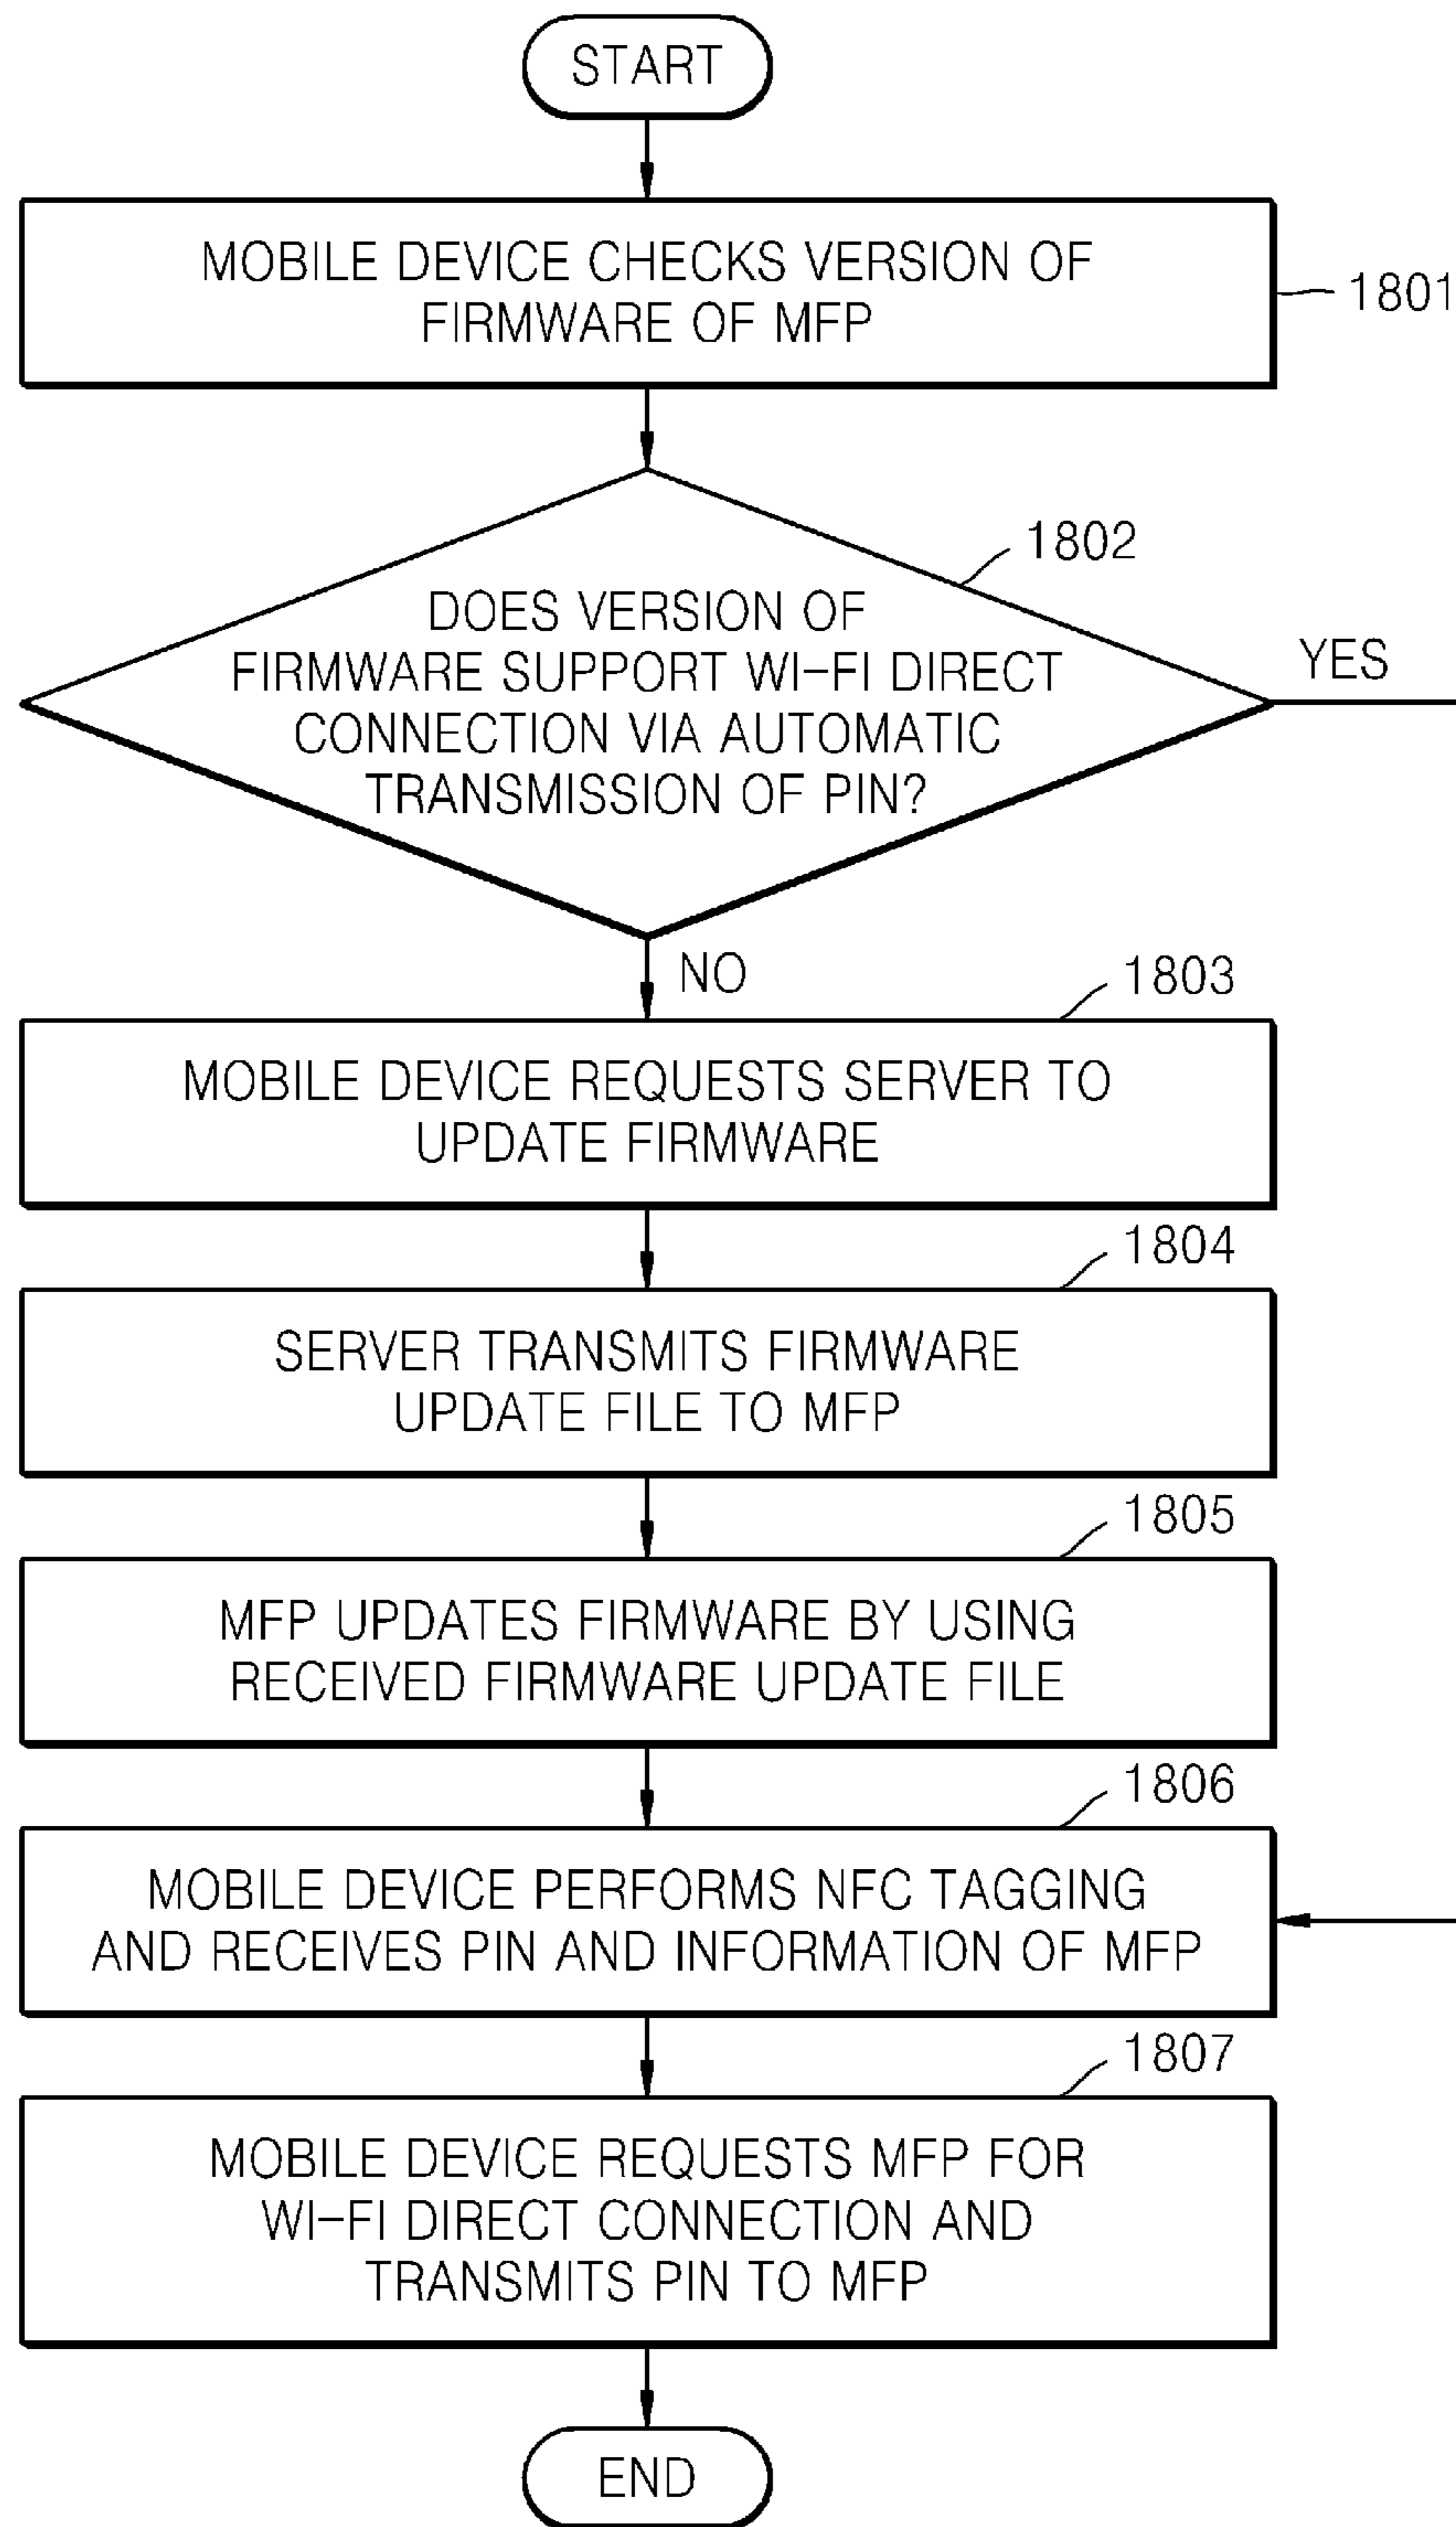 START
MOBILE DEVICE CHECKS VERSION OF
FIRMWARE OF MFP
1801
1802
DOES VERSION OF
FIRMWARE SUPPORT WI-FI DIRECT
CONNECTION VIA AUTOMATIC
TRANSMISSION OF PIN?
YES
NO
1803
MOBILE DEVICE REQUESTS SERVER TO
UPDATE FIRMWARE
1804
SERVER TRANSMITS FIRMWARE
UPDATE FILE TO MFP
1805
MFP UPDATES FIRMWARE BY USING
RECEIVED FIRMWARE UPDATE FILE
1806
MOBILE DEVICE PERFORMS NFC TAGGING
AND RECEIVES PIN AND INFORMATION OF MFP
1807
MOBILE DEVICE REQUESTS MFP FOR
WI-FI DIRECT CONNECTION AND
TRANSMITS PIN TO MFP
END